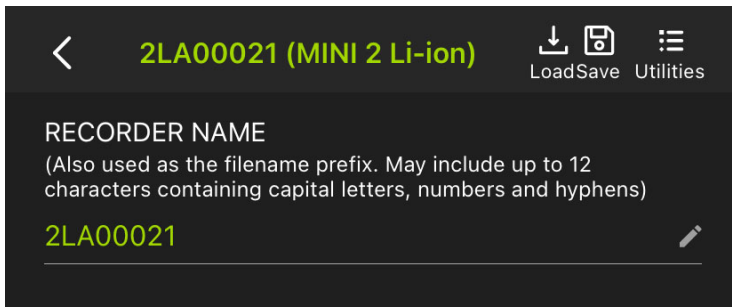 2LA00021 (MINI 2 Li-ion)
Load Save Utilities
RECORDER NAME
(Also used as the filename prefix. May include up to 12
characters containing capital letters, numbers and hyphens)
2LA00021